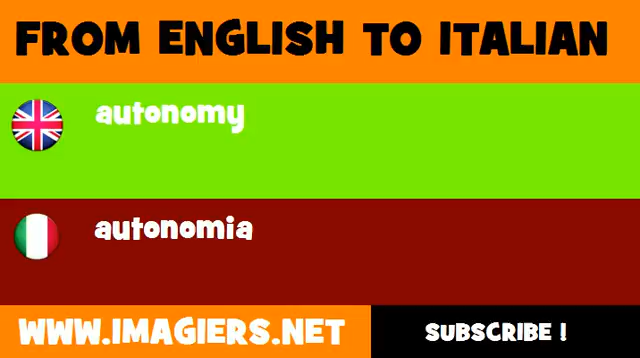 FROM ENGLISH TO ITALIAN
autonomy
autonomia
WWW.IMAGIERS.NET
SUBSCRIBE !